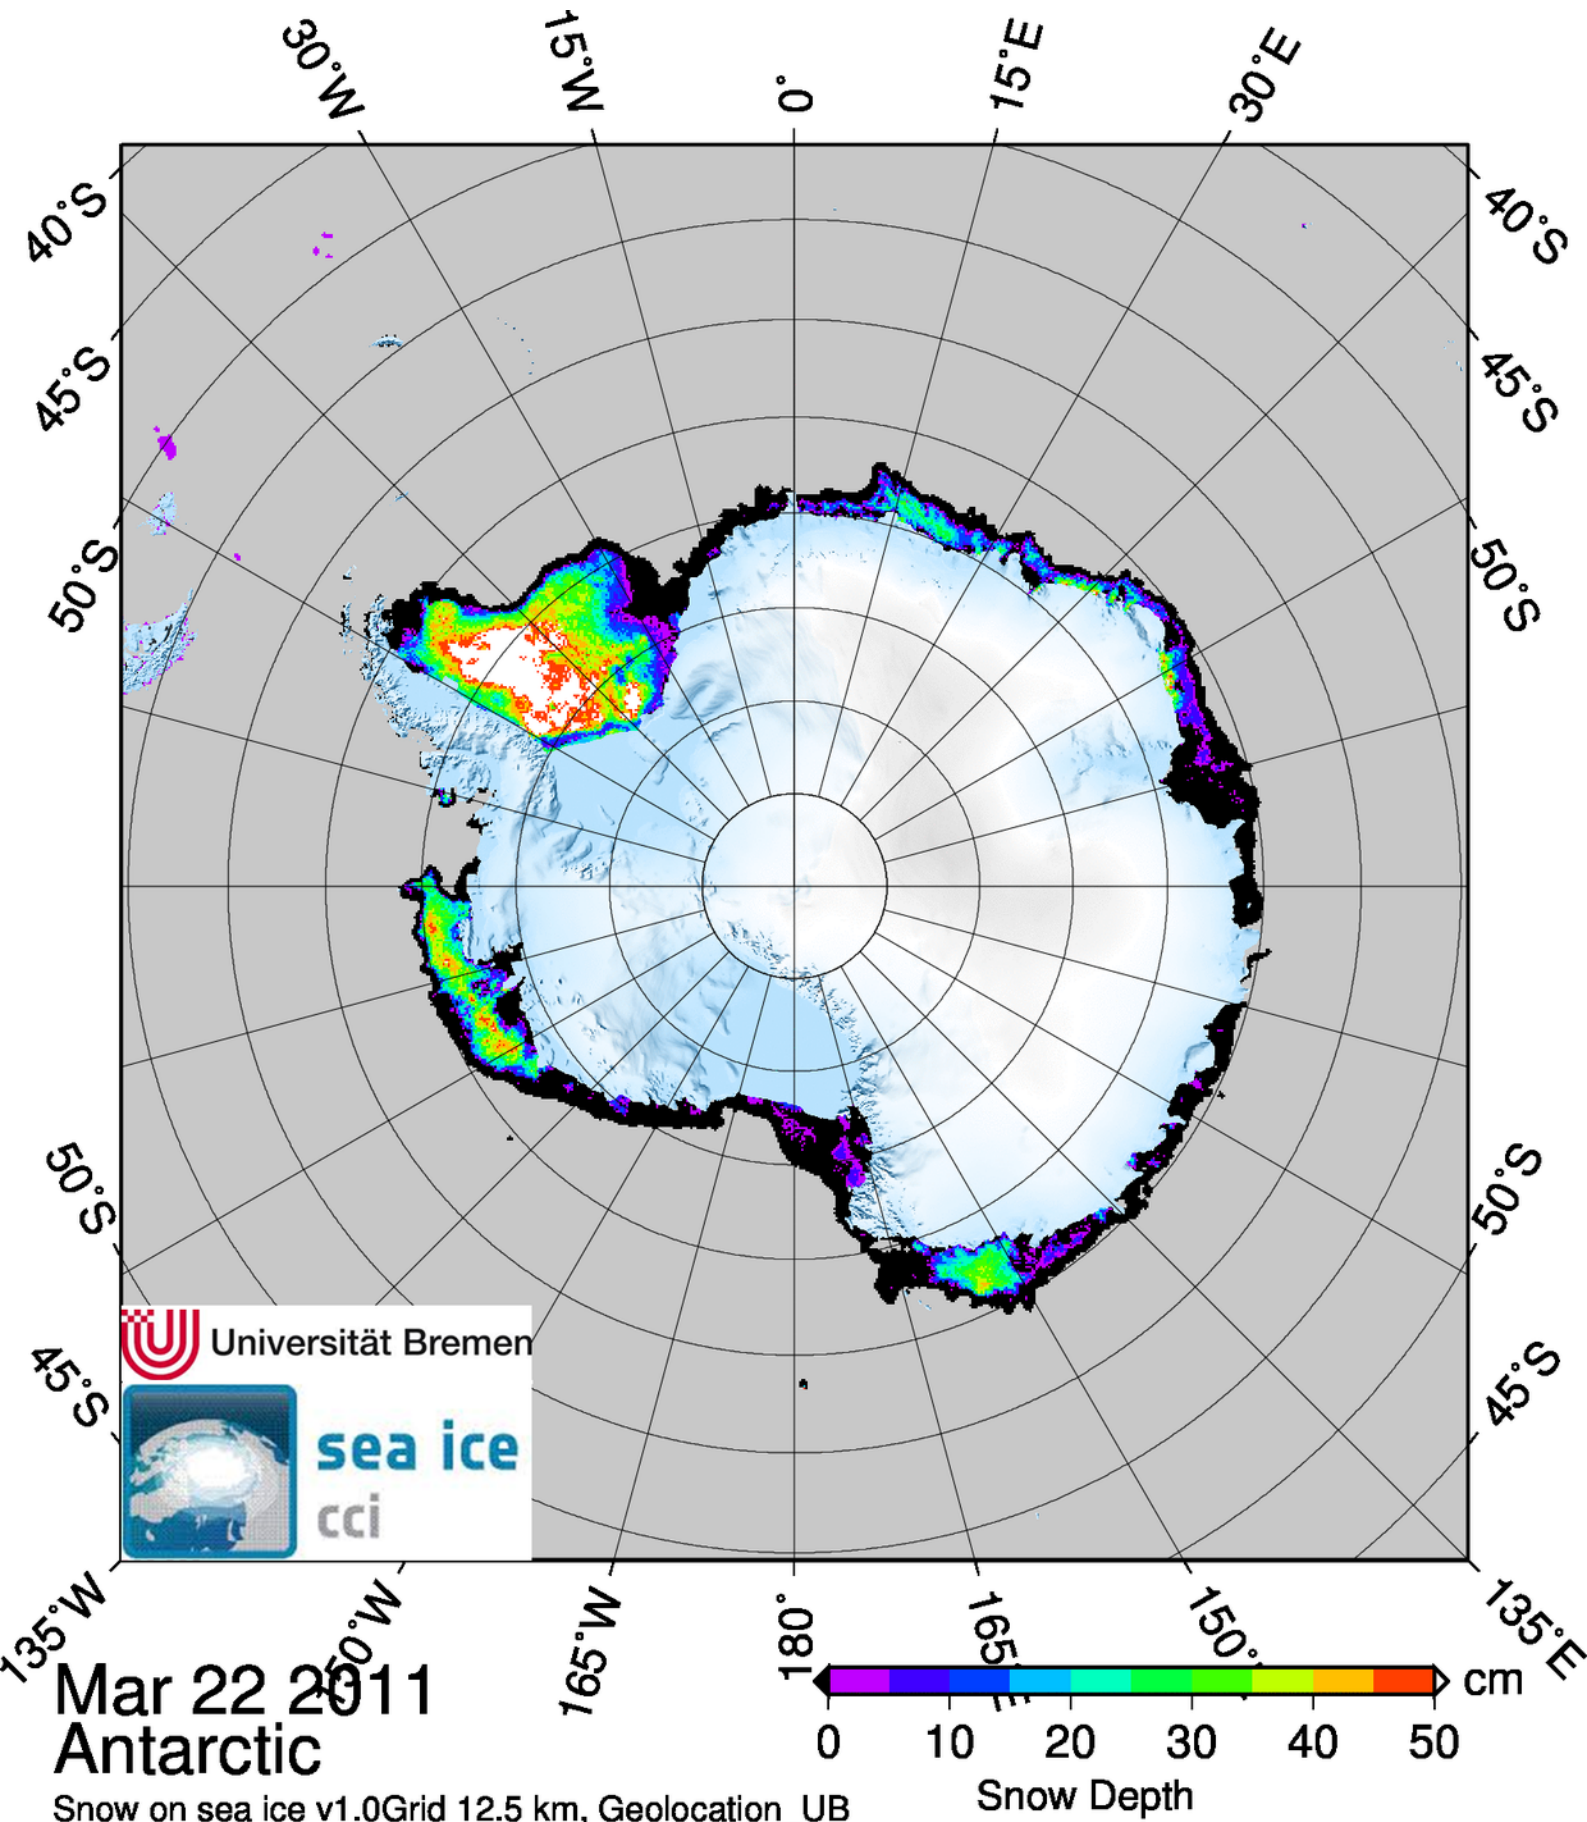 30°W 15°W 0° 15°E 30°E
40°S 40°S
45°S 45°S
50°S 50°S
50°S 50°S
45°S 45°S
Universität Bremen
sea ice
cci
135°W 150°W 165°W 180° 165°E 150° 135°E
Mar 22 2011
Antarctic
Snow on sea ice v1.0Grid 12.5 km, Geolocation UB
cm
0 10 20 30 40 50
Snow Depth